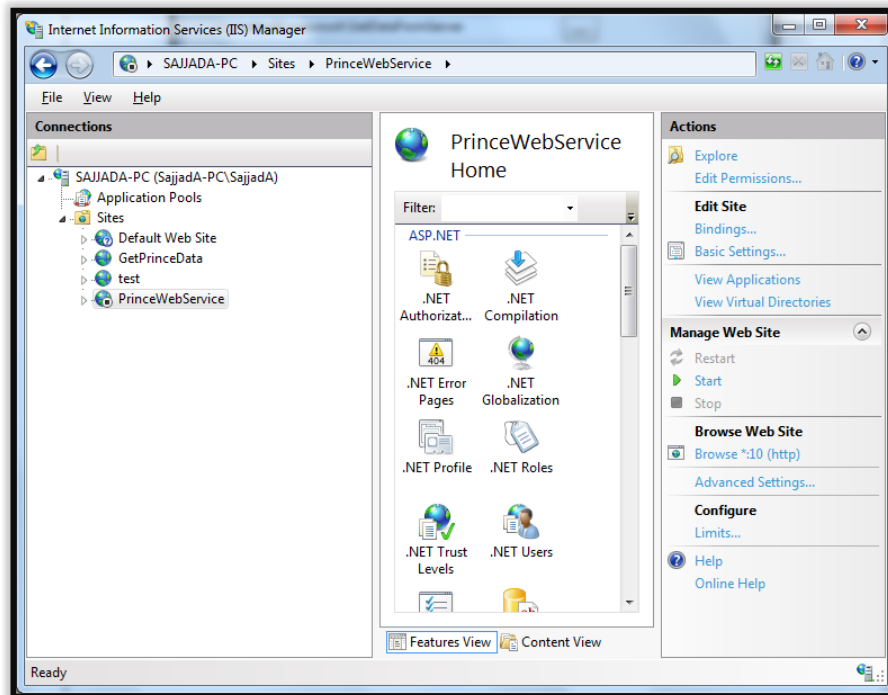 Internet Information Services (IIS) Manager
SAJJADA-PC Sites PrinceWebService
File View Help
Connections
SAJJADA-PC (SajjadA-PC\SajjadA)
Application Pools
Sites
Default Web Site
GetPrinceData
test
PrinceWebService
PrinceWebService
Home
Filter:
ASP.NET
.NET
Authorizat...
.NET
Compilation
404
.NET Error
Pages
.NET
Globalization
.NET Profile
.NET Roles
.NET Trust
Levels
.NET Users
ab
Features View
Content View
Actions
Explore
Edit Permissions...
Edit Site
Bindings...
Basic Settings...
View Applications
View Virtual Directories
Manage Web Site
Restart
Start
Stop
Browse Web Site
Browse *:10 (http)
Advanced Settings...
Configure
Limits...
Help
Online Help
Ready